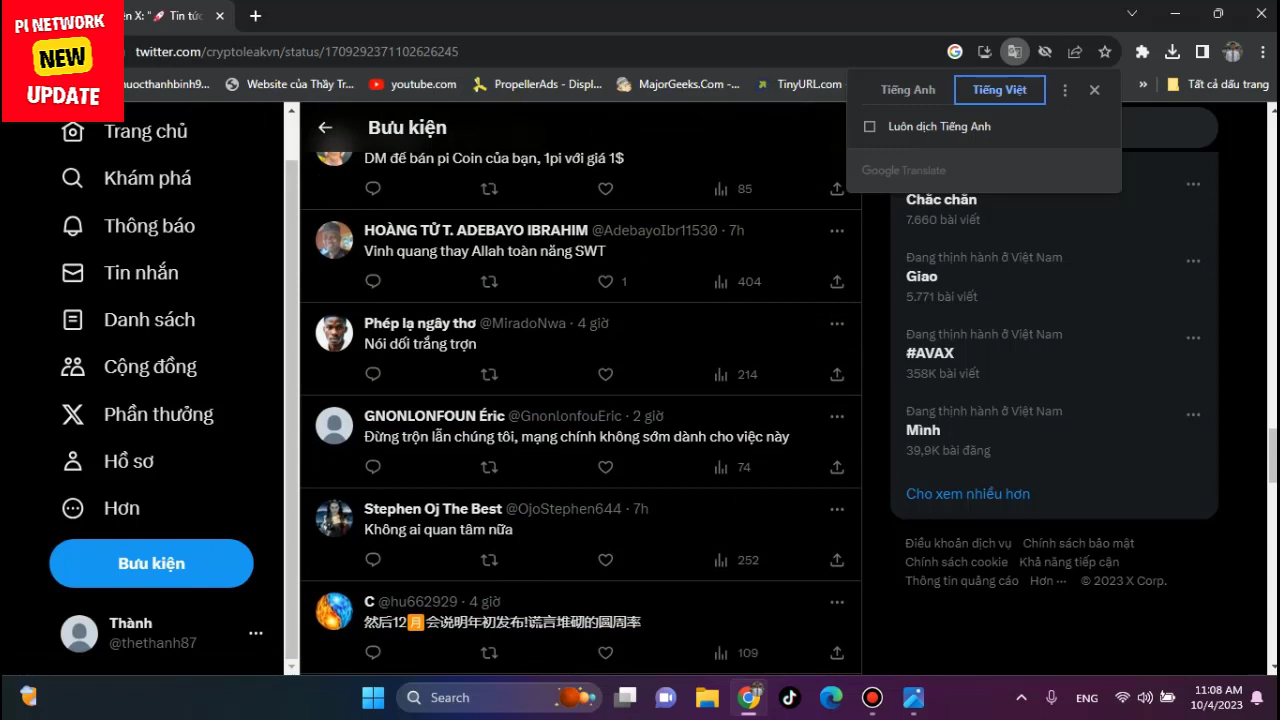 PI NETWORK
NEW
UPDATE
ên X: "🚀 Tin tức
twitter.com/cryptoleakvn/status/1709292371102626245
uocthanhbinh9...
Website của Thầy Tr...
youtube.com
PropellerAds - Displ...
MajorGeeks.Com -...
TinyURL.com
»
Tất cả dấu trang
Tiếng Anh
Tiếng Việt
Luôn dịch Tiếng Anh
Google Translate
Trang chủ
Khám phá
Thông báo
Tin nhắn
Danh sách
Cộng đồng
Phần thưởng
Hồ sơ
Hơn
Bưu kiện
Thành
@thethanh87
Bưu kiện
DM để bán pi Coin của bạn, 1pi với giá 1$
85
HOÀNG TỬ T. ADEBAYO IBRAHIM @AdebayoIbr11530 · 7h
Vinh quang thay Allah toàn năng SWT
1 404
Phép lạ ngây thơ @MiradoNwa · 4 giờ
Nói dối trắng trợn
214
GNONLONFOUN Éric @GnonlonfouEric · 2 giờ
Đừng trộn lẫn chúng tôi, mạng chính không sớm dành cho việc này
74
Stephen Oj The Best @OjoStephen644 · 7h
Không ai quan tâm nữa
252
C @hu662929 · 4 giờ
然后12🈷️会说明年初发布!谎言堆砌的圆周率
109
Chắc chắn
7.660 bài viết
Đang thịnh hành ở Việt Nam
Giao
5.771 bài viết
Đang thịnh hành ở Việt Nam
#AVAX
358K bài viết
Đang thịnh hành ở Việt Nam
Mình
39,9K bài đăng
Cho xem nhiều hơn
Điều khoản dịch vụ Chính sách bảo mật
Chính sách cookie Khả năng tiếp cận
Thông tin quảng cáo Hơn ··· © 2023 X Corp.
Search
ENG
11:08 AM
10/4/2023